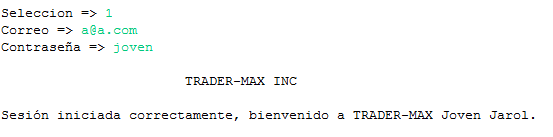 Seleccion => 1
Correo => a@a.com
Contraseña => joven
TRADER-MAX INC
Sesión iniciada correctamente, bienvenido a TRADER-MAX Joven Jarol.